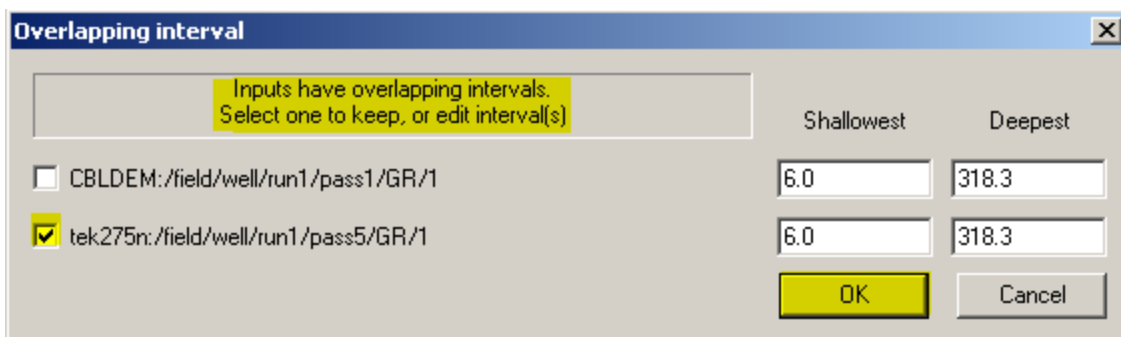 Overlapping interval
Inputs have overlapping intervals.
Select one to keep, or edit interval(s)
Shallowest Deepest
CBLDEM:/field/well/run1/pass1/GR/1 6.0 318.3
tek275n:/field/well/run1/pass5/GR/1 6.0 318.3
OK Cancel